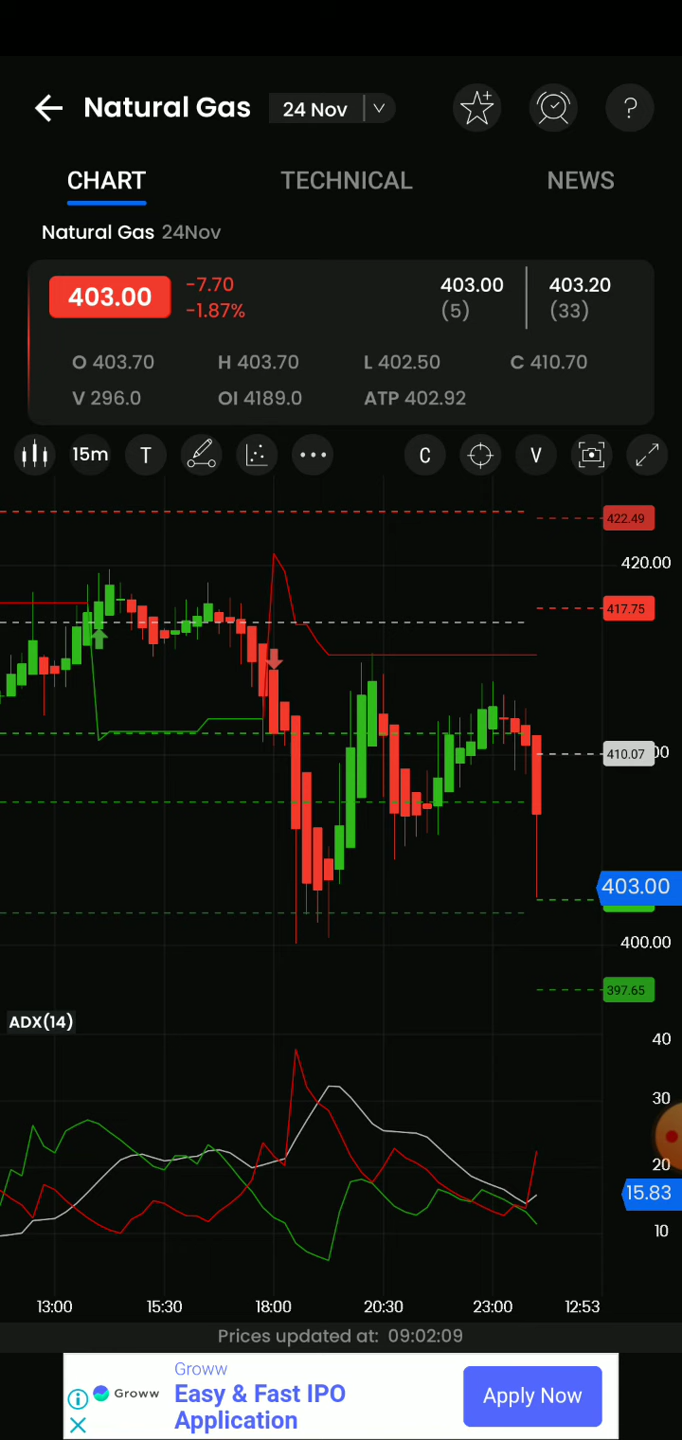 Natural Gas 24 Nov ?
CHART TECHNICAL NEWS
Natural Gas 24Nov
403.00 -7.70 403.00 403.20
-1.87% (5) (33)
O 403.70 H 403.70 L 402.50 C 410.70
V 296.0 OI 4189.0 ATP 402.92
15m T C V
422.49
420.00
417.75
410.07
403.00
400.00
397.65
ADX(14)
40
30
20
15.83
10
13:00 15:30 18:00 20:30 23:00 12:53
Prices updated at: 09:02:09
Groww
Groww Easy & Fast IPO
Application
Apply Now